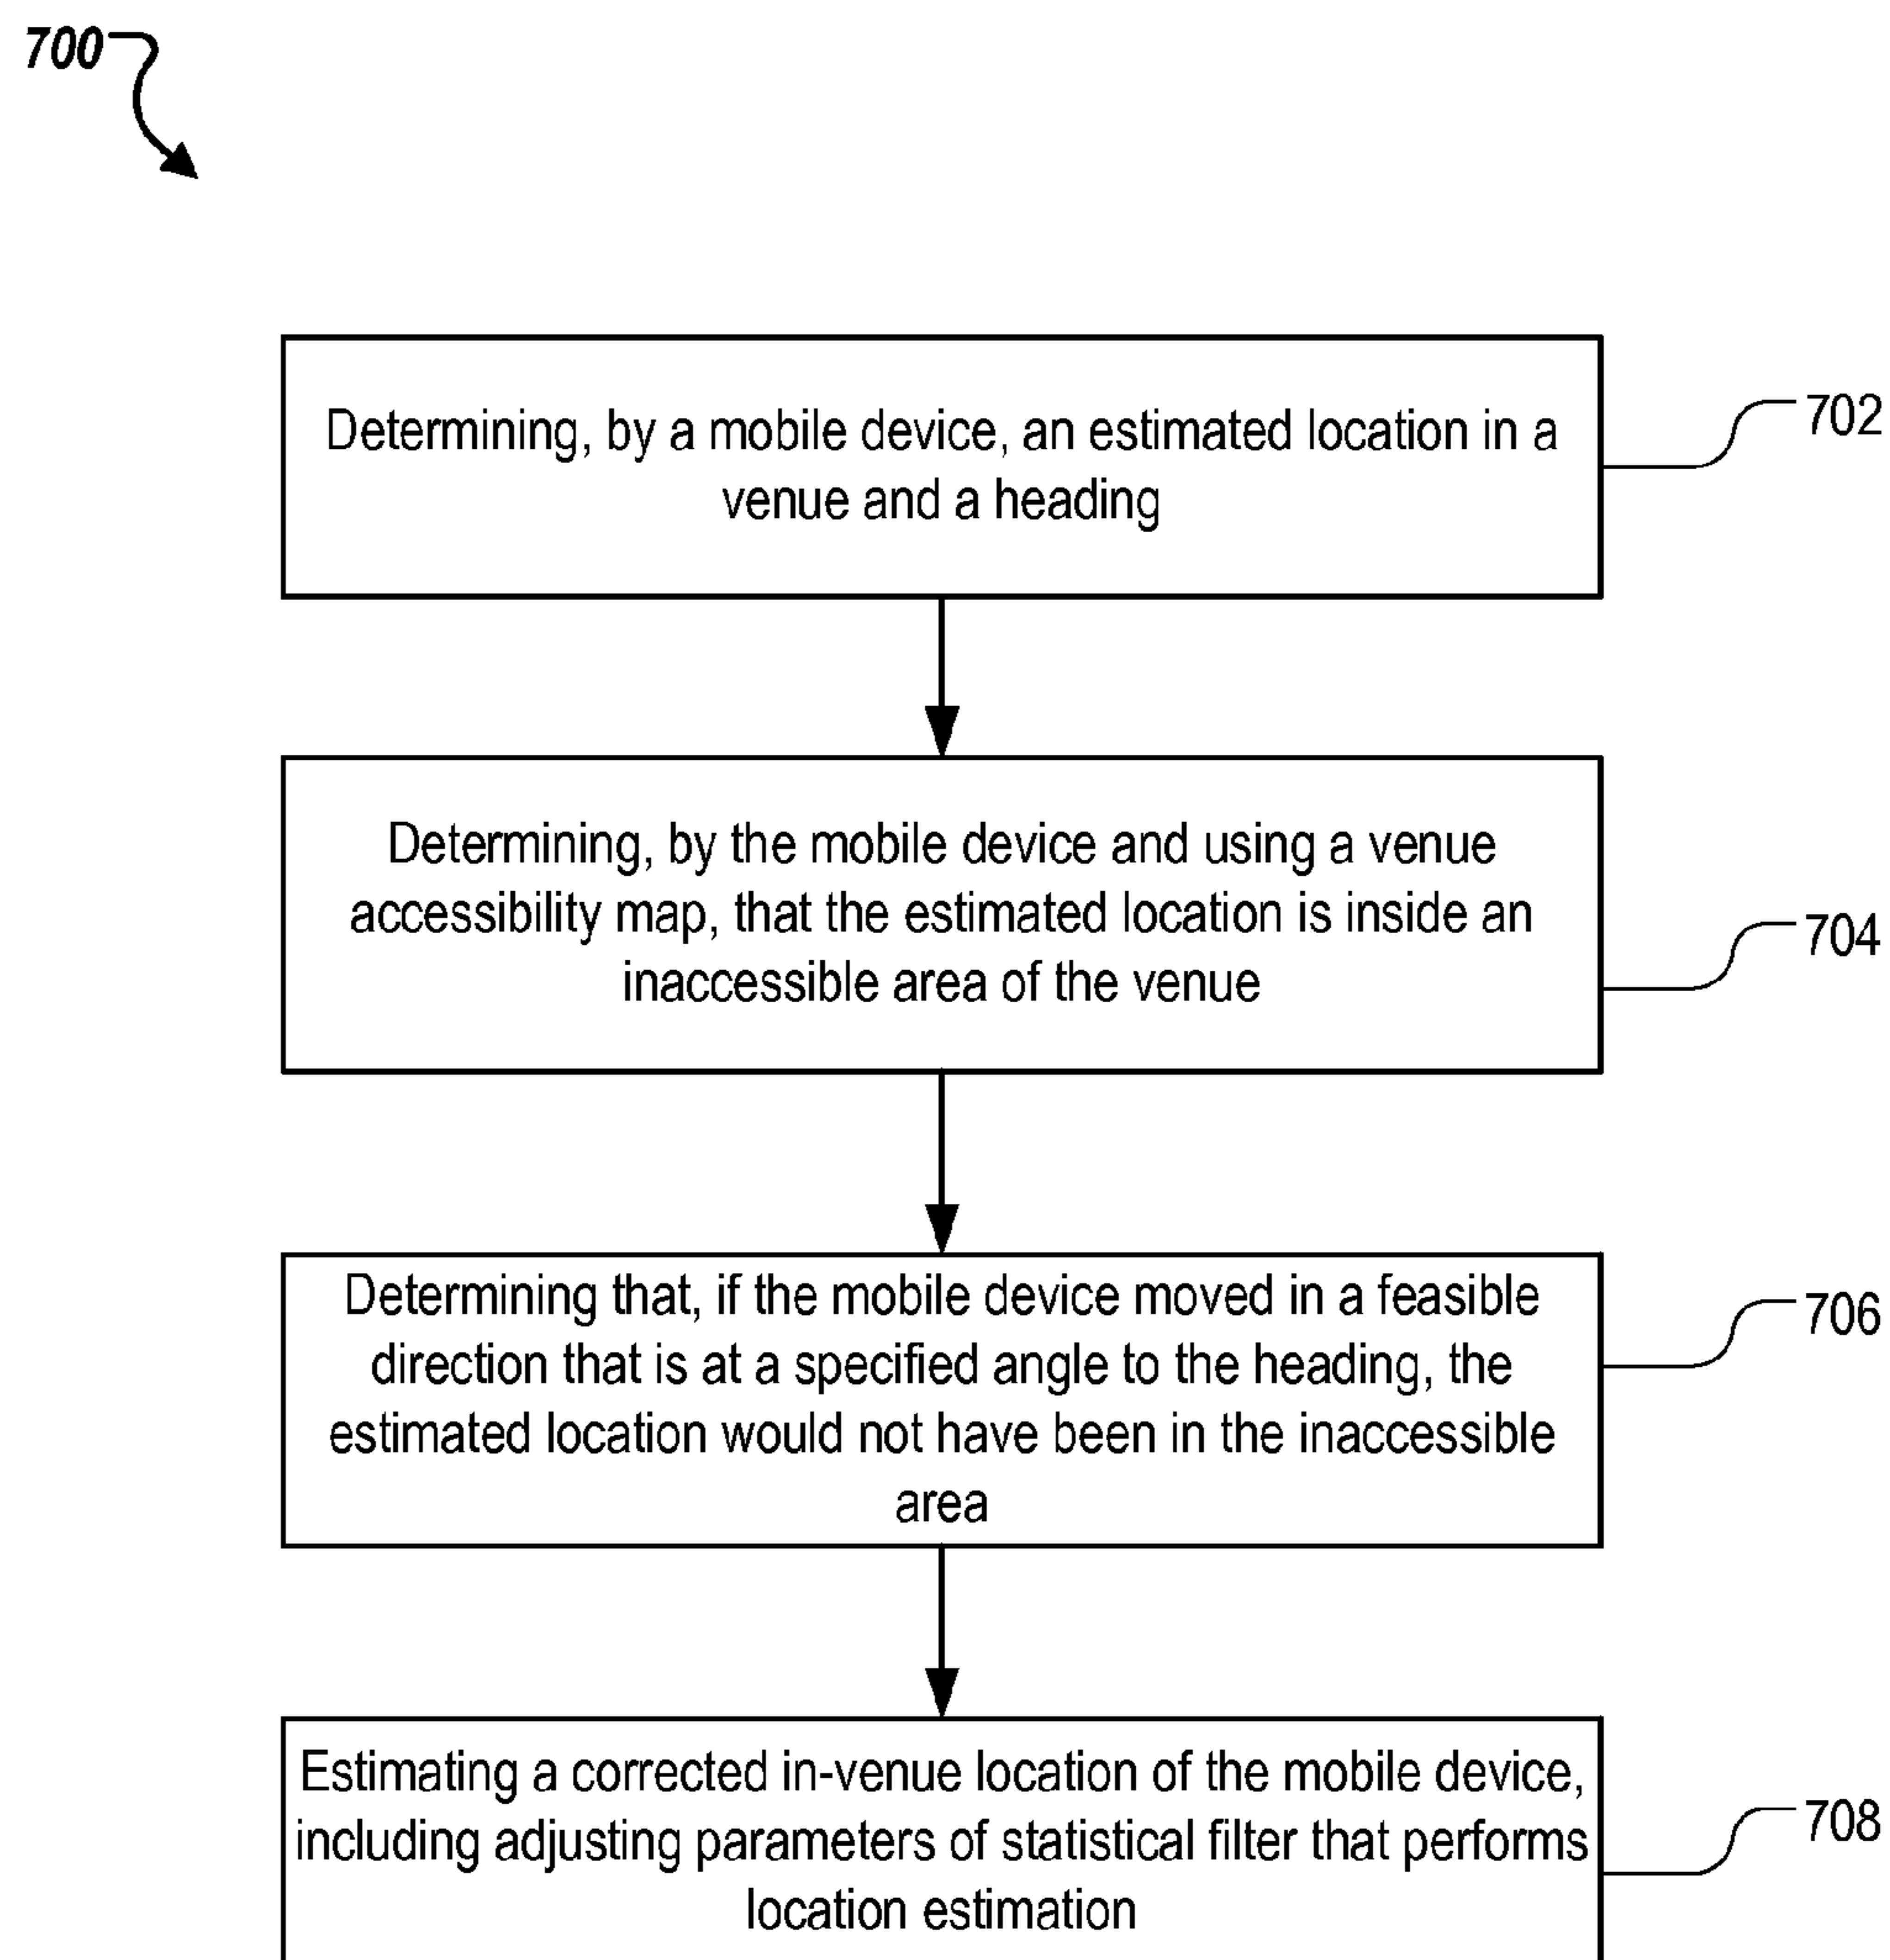 700
Determining, by a mobile device, an estimated location in a
venue and a heading
702
Determining, by the mobile device and using a venue
accessibility map, that the estimated location is inside an
inaccessible area of the venue
704
Determining that, if the mobile device moved in a feasible
direction that is at a specified angle to the heading, the
estimated location would not have been in the inaccessible
area
706
Estimating a corrected in-venue location of the mobile device,
including adjusting parameters of statistical filter that performs
location estimation
708